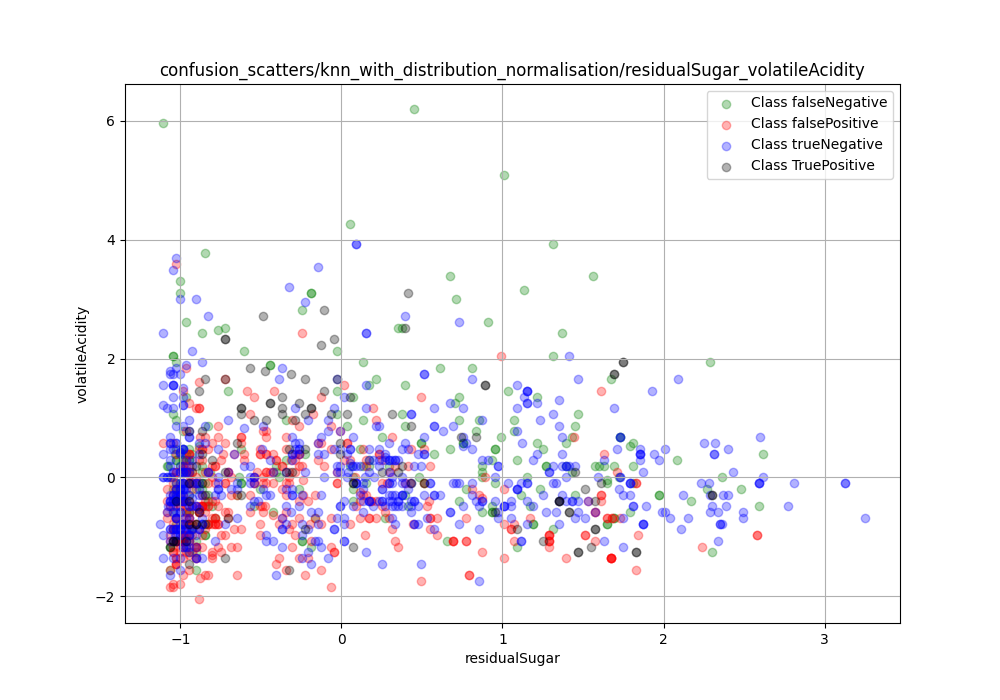 confusion_scatters/knn_with_distribution_normalisation/residualSugar_volatileAcidity
Class falseNegative
Class falsePositive
Class trueNegative
Class TruePositive
6
4
2
0
−2
volatileAcidity
−1
0
1
2
3
residualSugar